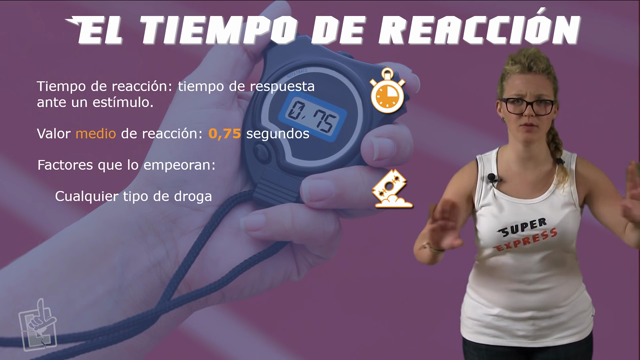 EL TIEMPO DE REACCIÓN
Tiempo de reacción: tiempo de respuesta
ante un estímulo.
Valor medio de reacción: 0,75 segundos
Factores que lo empeoran:
Cualquier tipo de droga
0,75
SUPER
EXPRESS